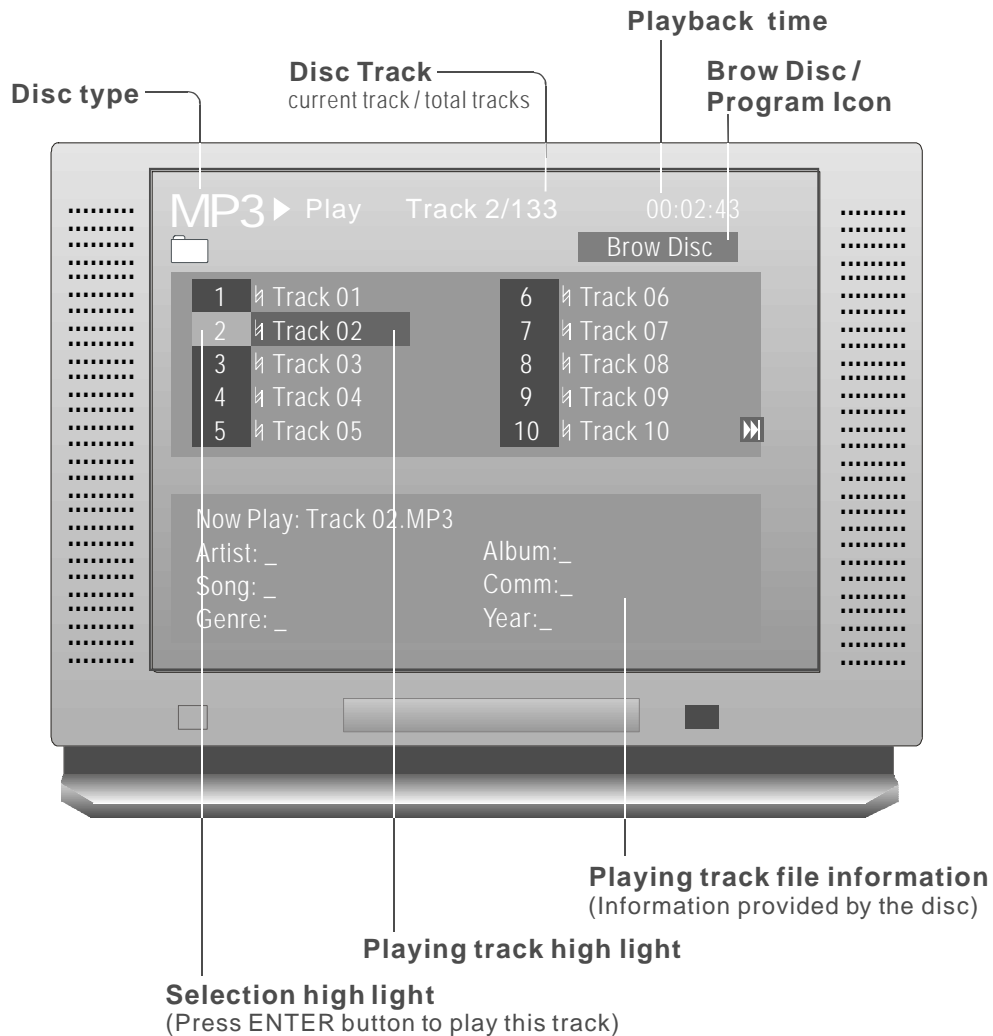 Playback time
Disc type
Disc Track
current track / total tracks
Brow Disc /
Program Icon
MP3 Play Track 2/133 00:02:43
Brow Disc
1 Track 01
2 Track 02
3 Track 03
4 Track 04
5 Track 05
6 Track 06
7 Track 07
8 Track 08
9 Track 09
10 Track 10
Now Play: Track 02.MP3
Artist: _
Song: _
Genre: _
Album:_
Comm:_
Year:_
Playing track file information
(Information provided by the disc)
Playing track high light
Selection high light
(Press ENTER button to play this track)